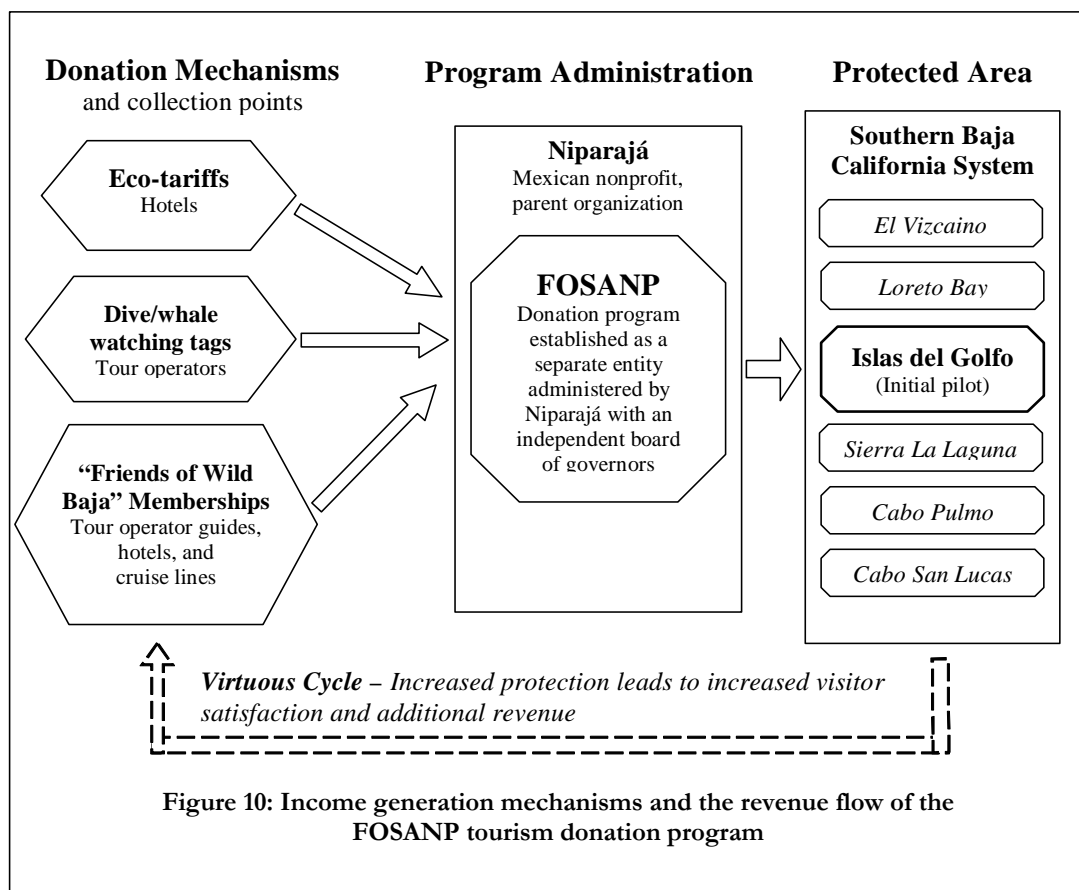 Donation Mechanisms
and collection points
Eco-tariffs
Hotels
Dive/whale
watching tags
Tour operators
“Friends of Wild
Baja” Memberships
Tour operator guides,
hotels, and
cruise lines
Program Administration
Niparajá
Mexican nonprofit,
parent organization
FOSANP
Donation program
established as a
separate entity
administered by
Niparajá with an
independent board
of governors
Protected Area
Southern Baja
California System
El Vizcaino
Loreto Bay
Islas del Golfo
(Initial pilot)
Sierra La Laguna
Cabo Pulmo
Cabo San Lucas
Virtuous Cycle – Increased protection leads to increased visitor
satisfaction and additional revenue
Figure 10: Income generation mechanisms and the revenue flow of the
FOSANP tourism donation program